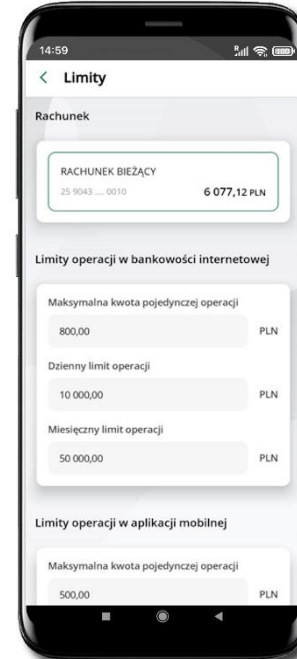 14:59
Limity
Rachunek
RACHUNEK BIEŻĄCY
25 9043 .... 0010 6 077,12 PLN
Limity operacji w bankowości internetowej
Maksymalna kwota pojedynczej operacji
800,00 PLN
Dzienny limit operacji
10 000,00 PLN
Miesięczny limit operacji
50 000,00 PLN
Limity operacji w aplikacji mobilnej
Maksymalna kwota pojedynczej operacji
500,00 PLN